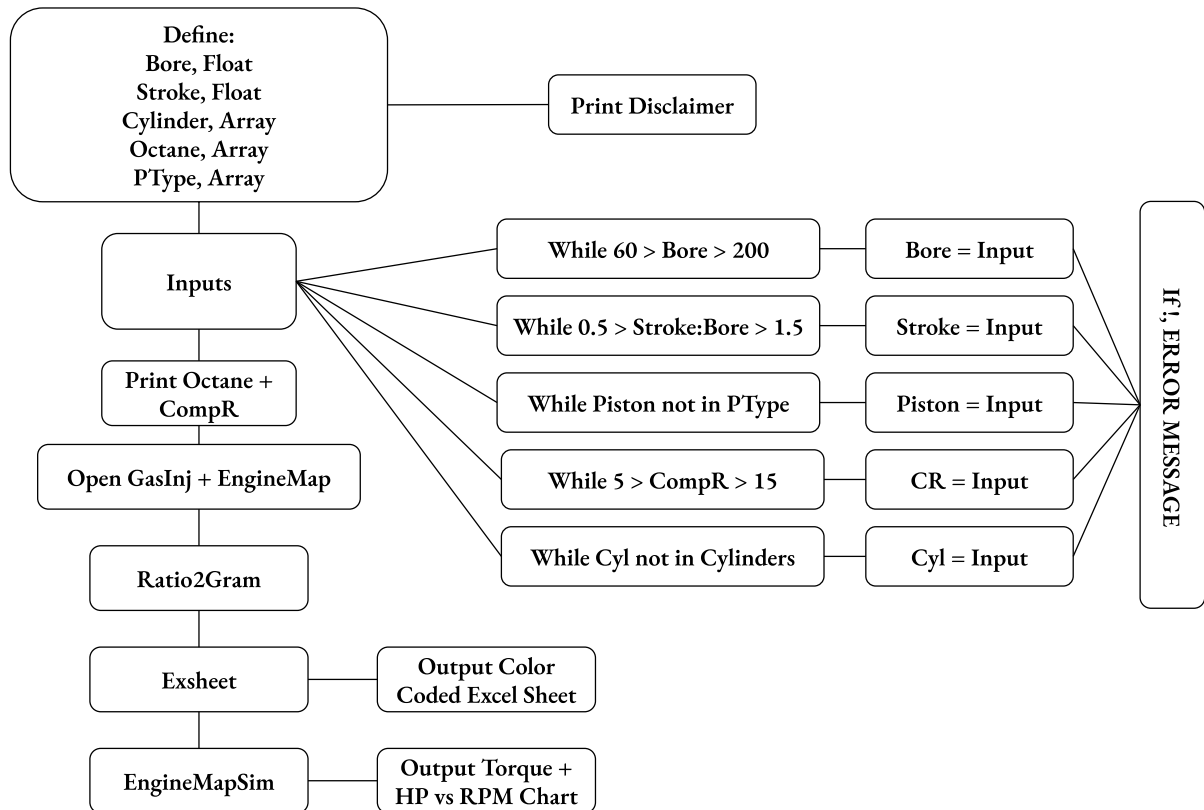 Define:
Bore, Float
Stroke, Float
Cylinder, Array
Octane, Array
PType, Array
Print Disclaimer
Inputs
While 60 > Bore > 200
Bore = Input
While 0.5 > Stroke:Bore > 1.5
Stroke = Input
While Piston not in PType
Piston = Input
While 5 > CompR > 15
CR = Input
While Cyl not in Cylinders
Cyl = Input
If!, ERROR MESSAGE
Print Octane +
CompR
Open GasInj + EngineMap
Ratio2Gram
Exsheet
Output Color
Coded Excel Sheet
EngineMapSim
Output Torque +
HP vs RPM Chart